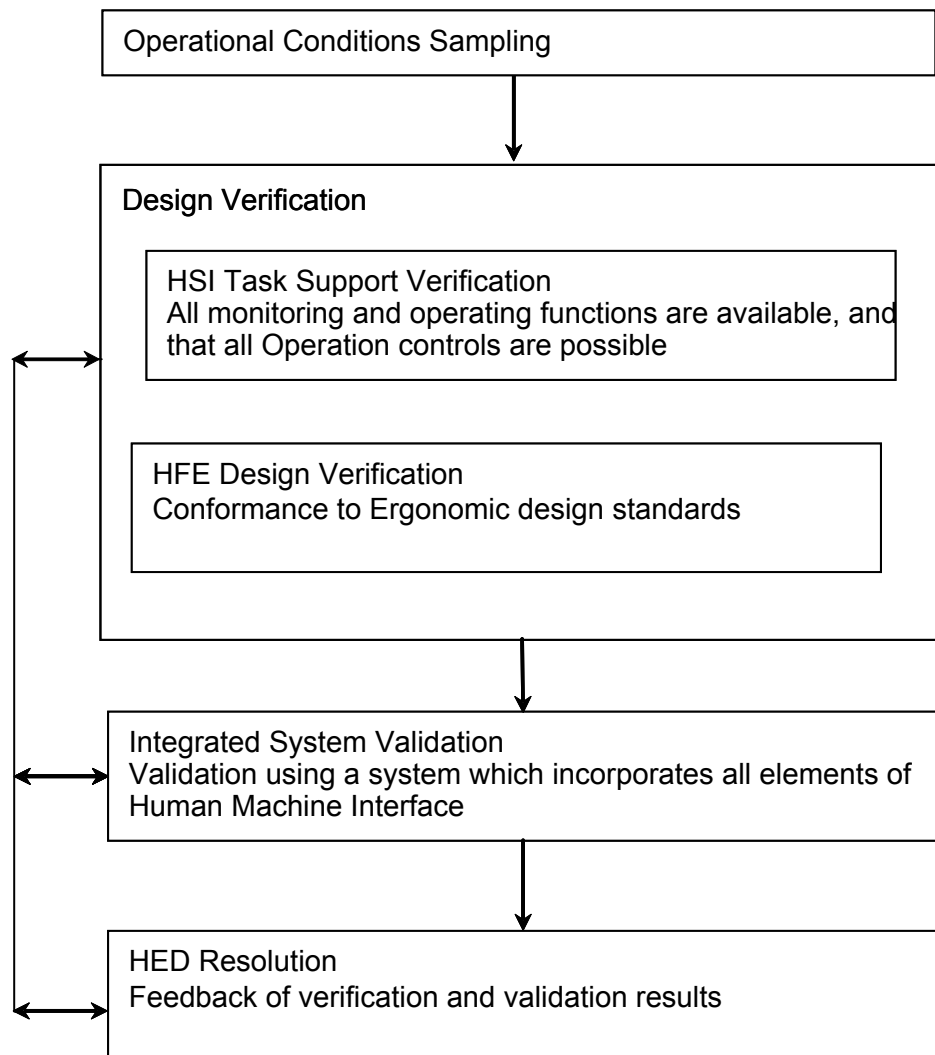 Operational Conditions Sampling
Design Verification
HSI Task Support Verification
All monitoring and operating functions are available, and
that all Operation controls are possible
HFE Design Verification
Conformance to Ergonomic design standards
Integrated System Validation
Validation using a system which incorporates all elements of
Human Machine Interface
HED Resolution
Feedback of verification and validation results